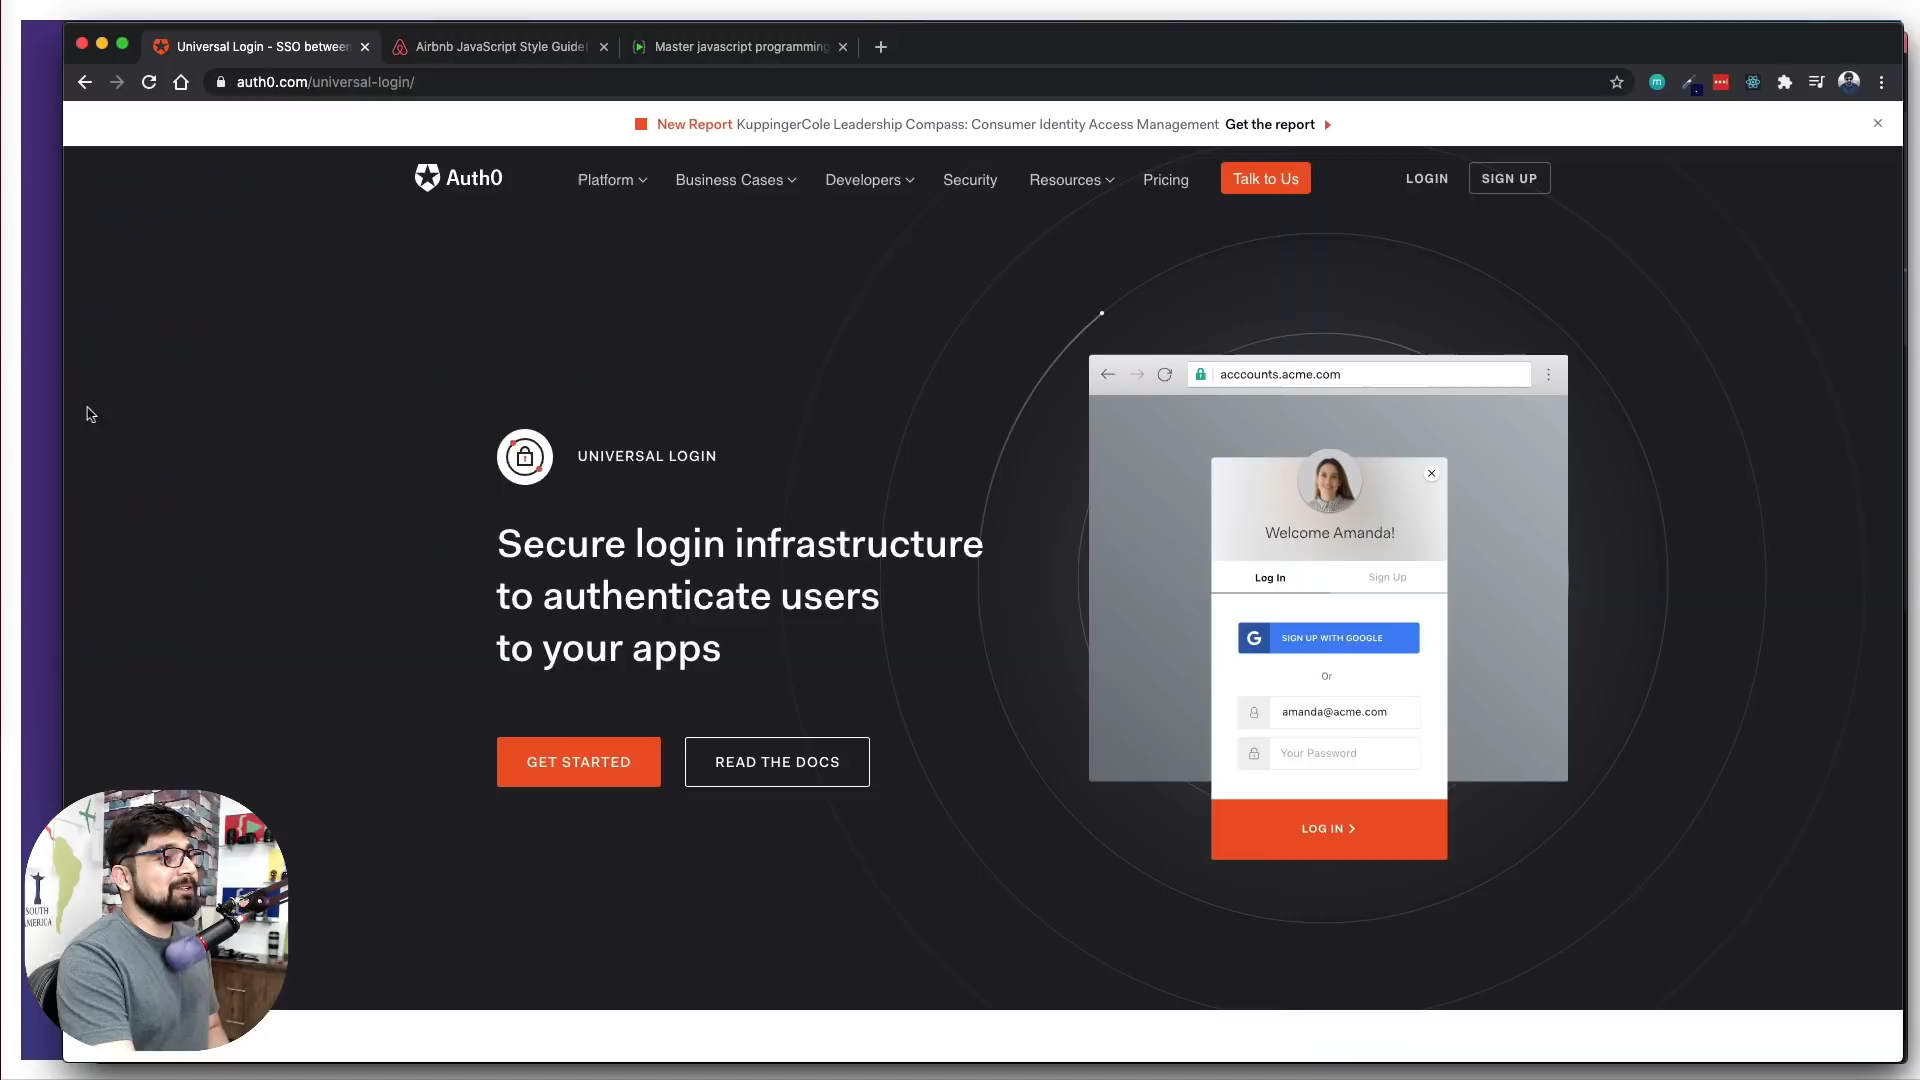 Universal Login - SSO between
Airbnb JavaScript Style Guide
Master javascript programming
auth0.com/universal-login/
New Report KuppingerCole Leadership Compass: Consumer Identity Access Management Get the report
Auth0
Platform
Business Cases
Developers
Security
Resources
Pricing
Talk to Us
LOGIN
SIGN UP
acccounts.acme.com
UNIVERSAL LOGIN
Secure login infrastructure
to authenticate users
to your apps
GET STARTED
READ THE DOCS
Welcome Amanda!
Log In
Sign Up
G SIGN UP WITH GOOGLE
Or
amanda@acme.com
Your Password
LOG IN
SOUTH
AMERICA